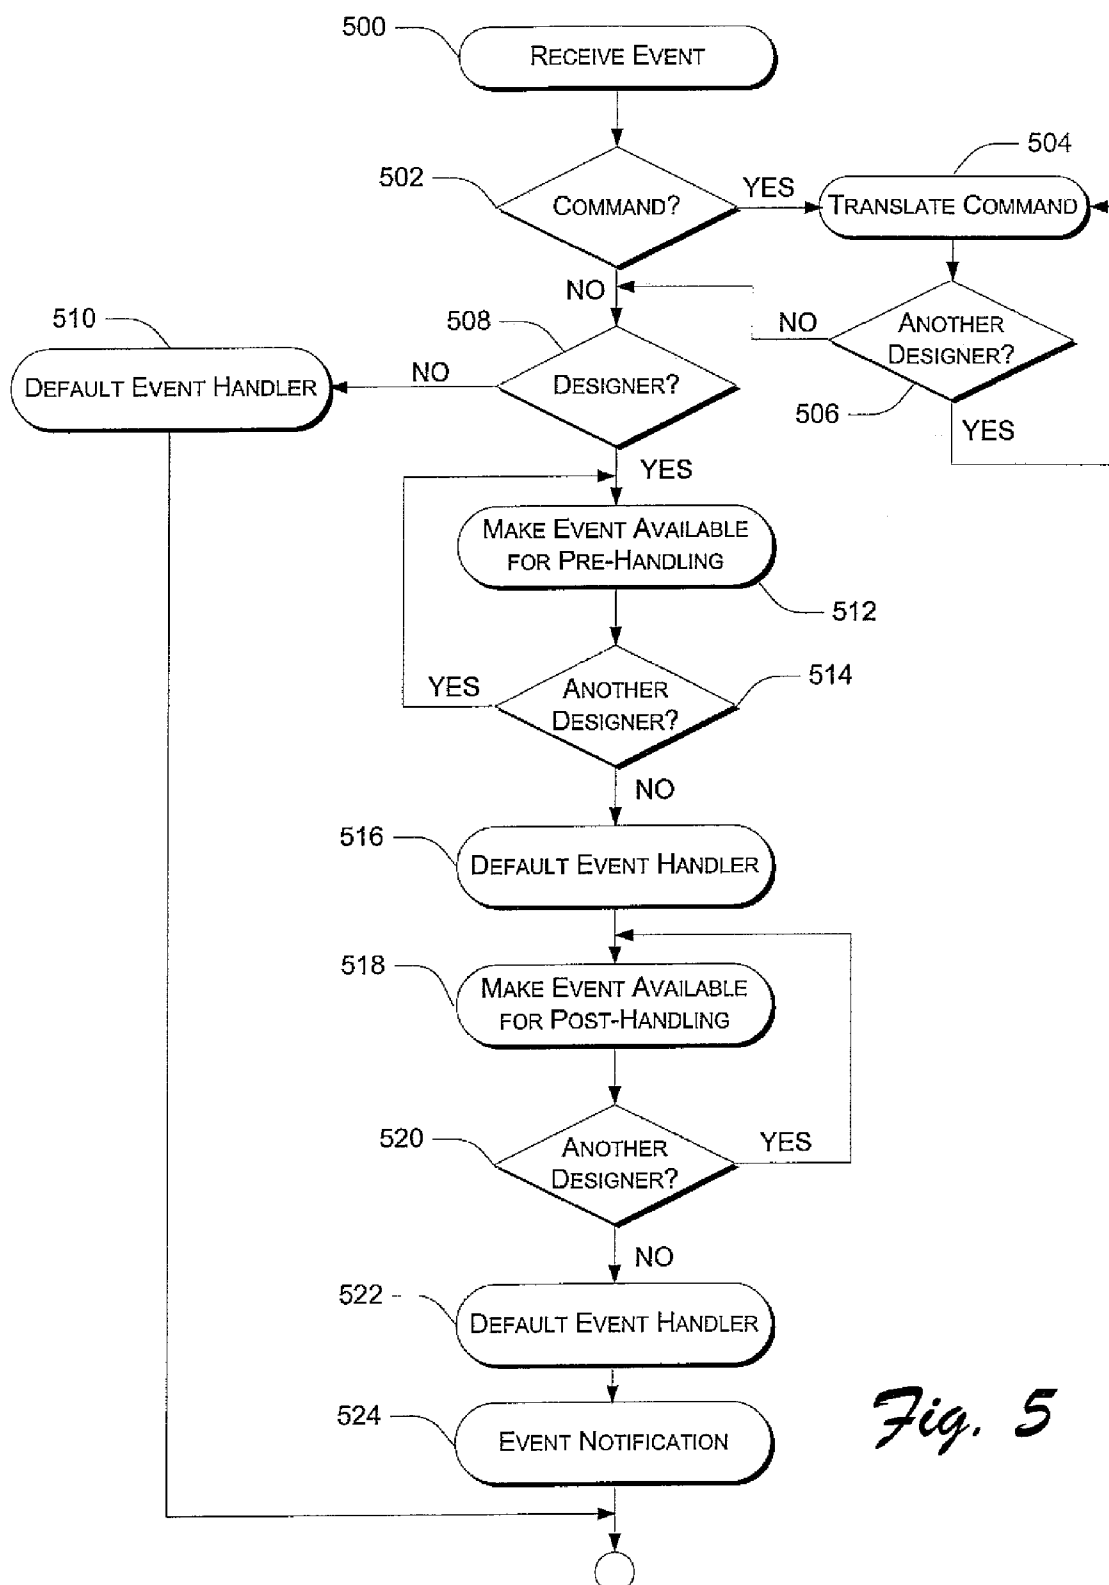 500
RECEIVE EVENT
502
COMMAND?
YES
504
TRANSLATE COMMAND
NO
506
ANOTHER
DESIGNER?
NO
YES
508
DESIGNER?
NO
510
DEFAULT EVENT HANDLER
YES
MAKE EVENT AVAILABLE
FOR PRE-HANDLING
512
514
ANOTHER
DESIGNER?
YES
NO
516
DEFAULT EVENT HANDLER
518
MAKE EVENT AVAILABLE
FOR POST-HANDLING
520
ANOTHER
DESIGNER?
YES
NO
522
DEFAULT EVENT HANDLER
524
EVENT NOTIFICATION
Fig. 5